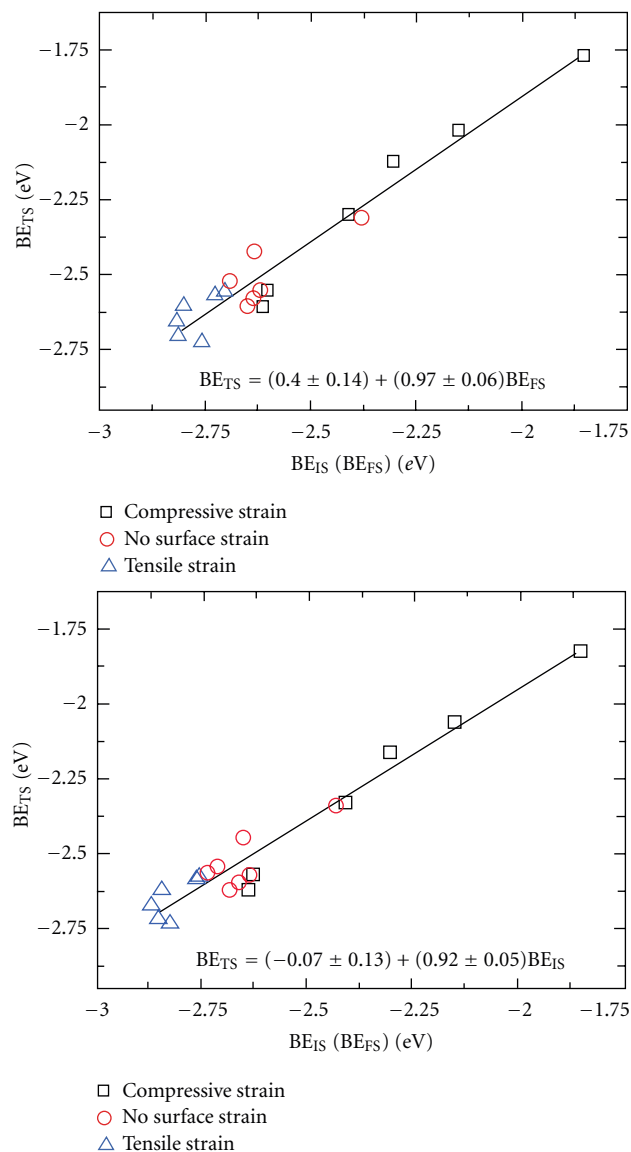 −1.75
−2
−2.25
−2.5
−2.75
BE_TS (eV)
BE_TS = (0.4 ± 0.14) + (0.97 ± 0.06)BE_FS
−3 −2.75 −2.5 −2.25 −2 −1.75
BE_IS (BE_FS) (eV)
Compressive strain
No surface strain
Tensile strain
−1.75
−2
−2.25
−2.5
−2.75
BE_TS (eV)
BE_TS = (−0.07 ± 0.13) + (0.92 ± 0.05)BE_IS
−3 −2.75 −2.5 −2.25 −2 −1.75
BE_IS (BE_FS) (eV)
Compressive strain
No surface strain
Tensile strain